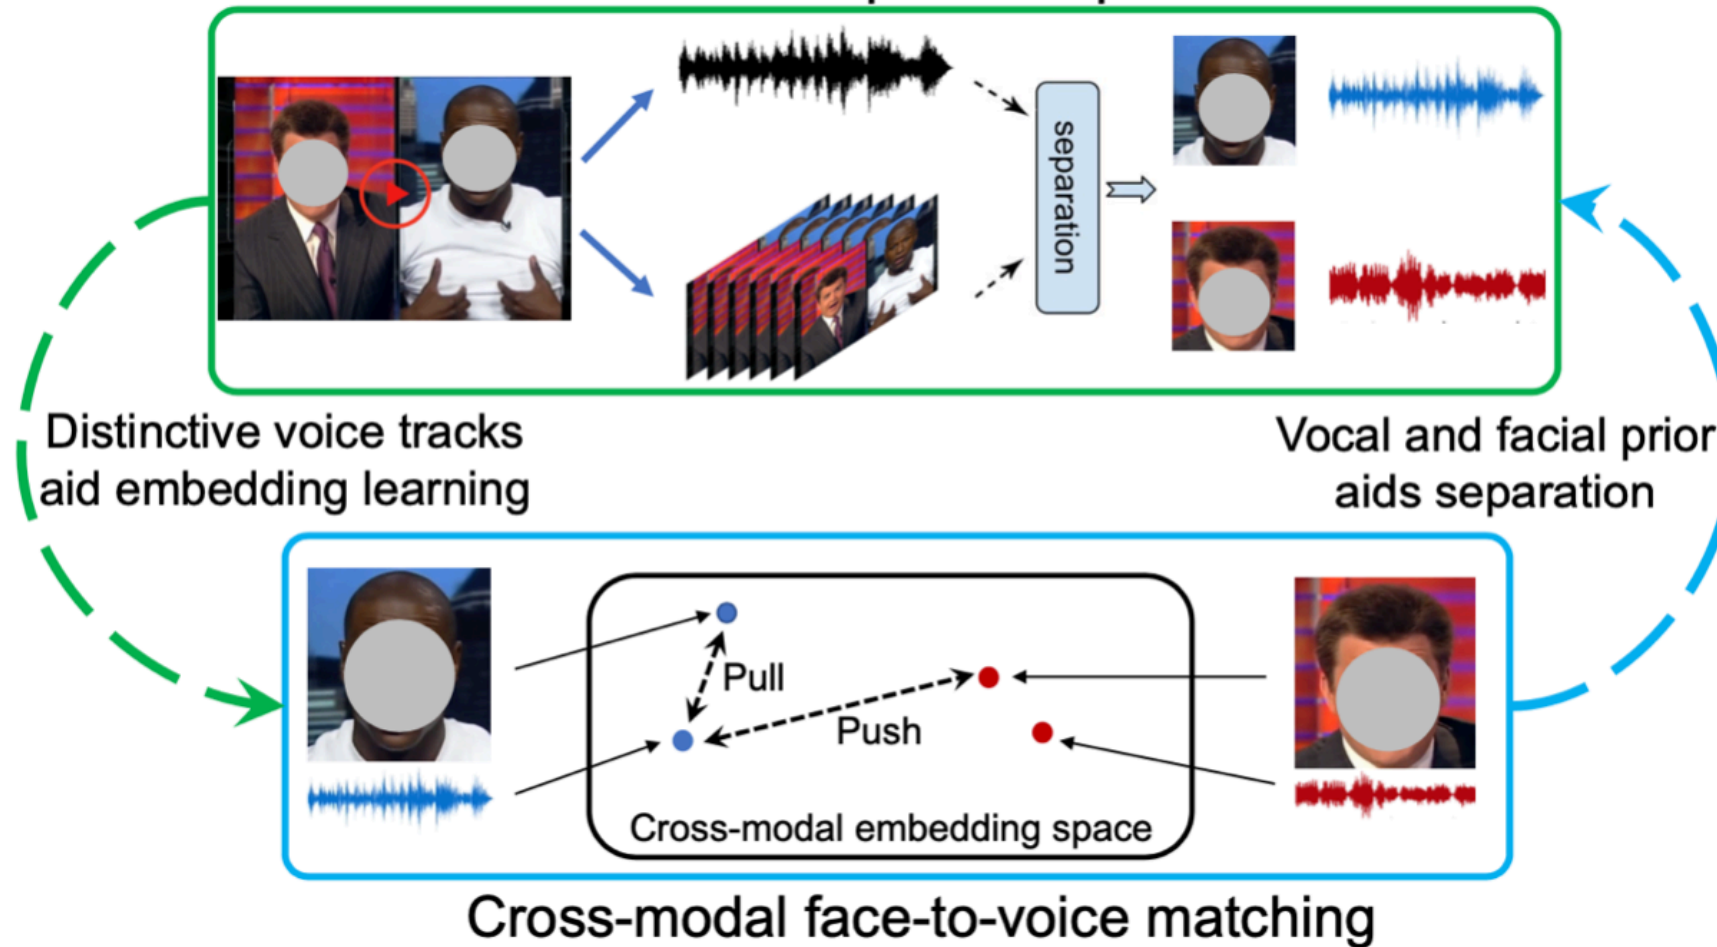 separation
Distinctive voice tracks
aid embedding learning
Vocal and facial prior
aids separation
Pull
Push
Cross-modal embedding space
Cross-modal face-to-voice matching